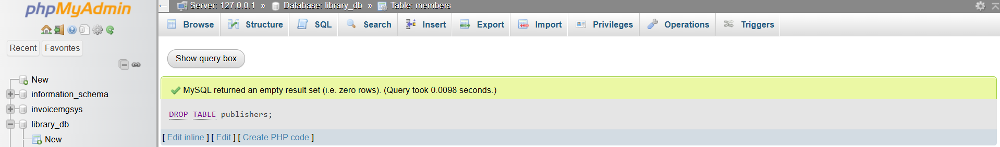 phpMyAdmin
Recent Favorites
New
information_schema
invoicemgsys
library_db
New
← Server: 127.0.0.1 » Database: library_db » Table: members
Browse Structure SQL Search Insert Export Import Privileges Operations Triggers
Show query box
MySQL returned an empty result set (i.e. zero rows). (Query took 0.0098 seconds.)
DROP TABLE publishers;
[ Edit inline ] [ Edit ] [ Create PHP code ]